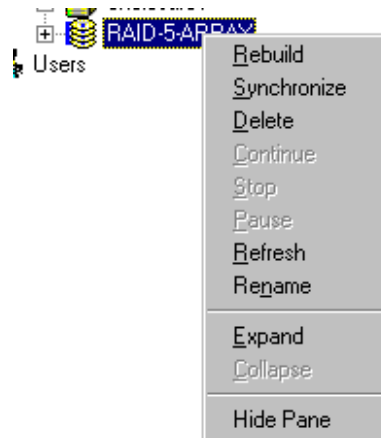 RAID-5-ARRAY
Users
Rebuild
Synchronize
Delete
Continue
Stop
Pause
Refresh
Rename
Expand
Collapse
Hide Pane